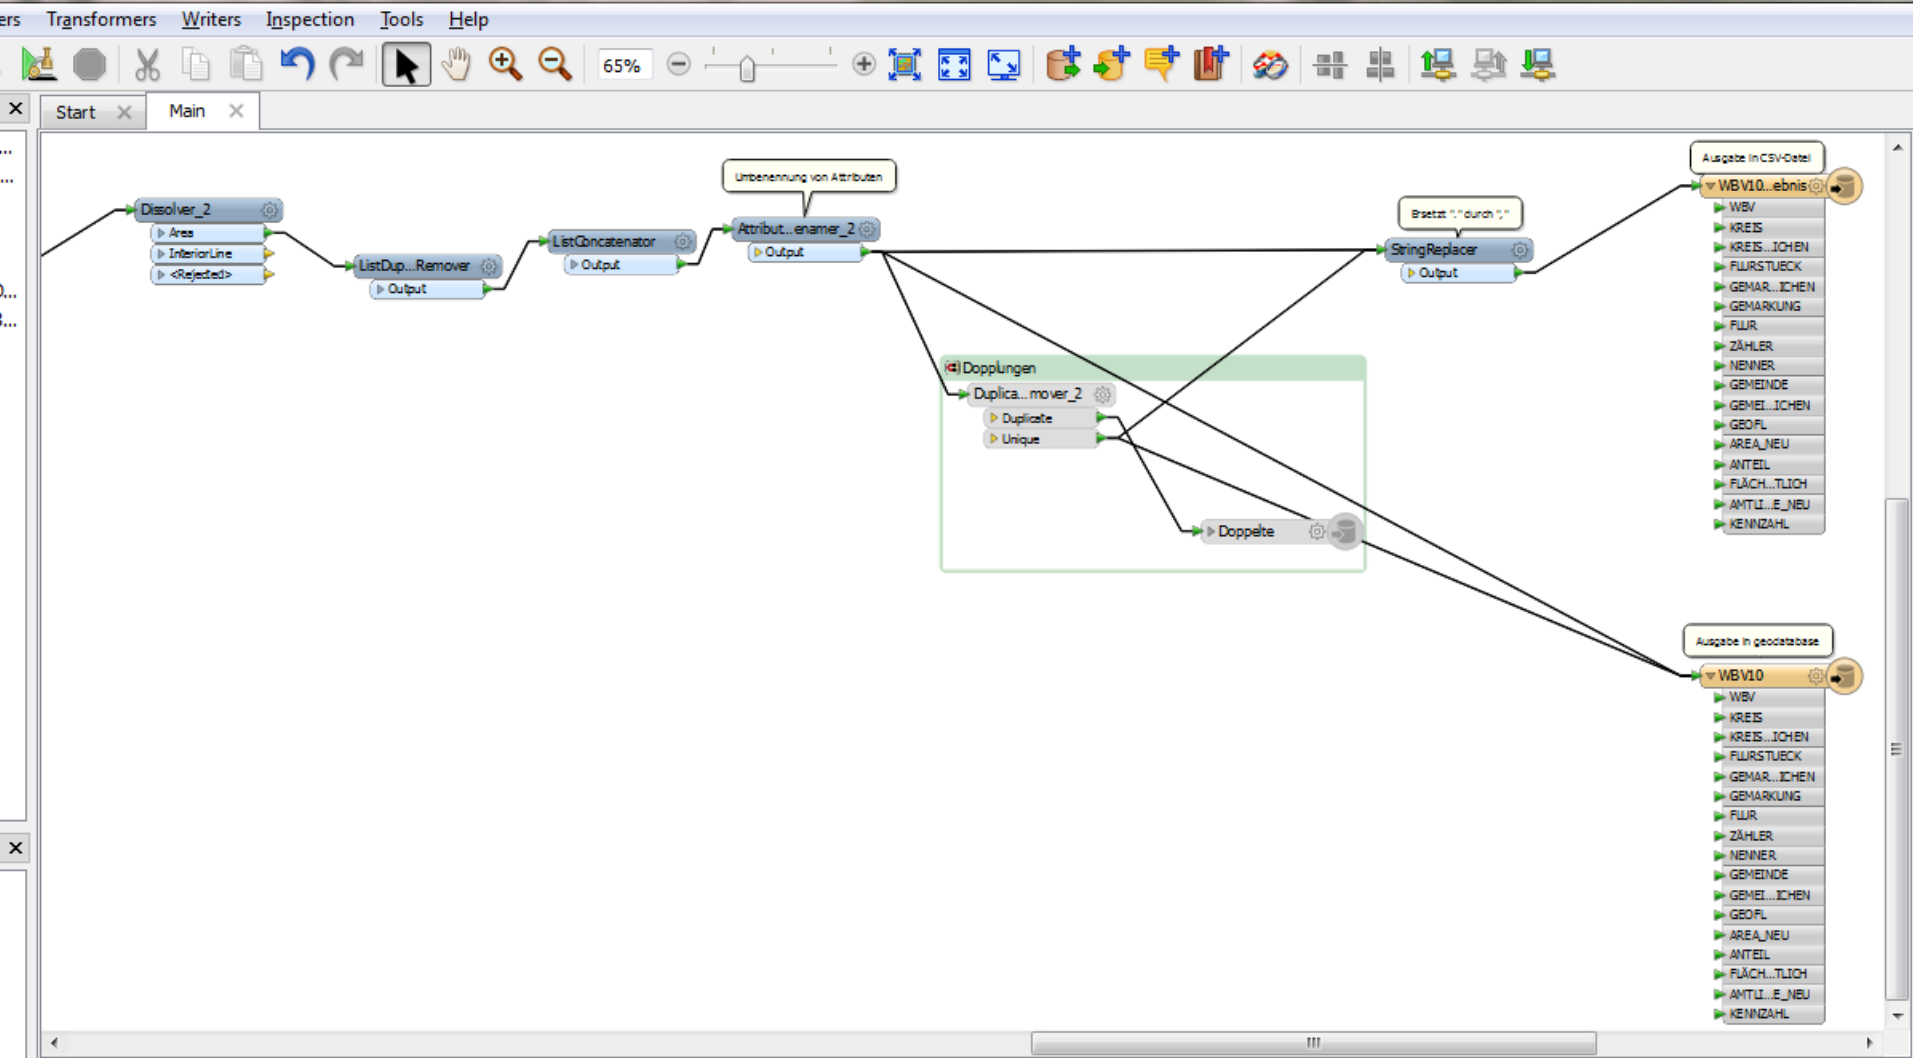 ers Transformers Writers Inspection Tools Help
65%
Start
Main
...
...
0...
3...
Dissolver_2
Area
InteriorLine
<Rejected>
ListDup...Remover
Output
ListConcatenator
Output
Umbenennung von Attributen
Attribut...enamer_2
Output
Ersetzt "." durch ","
StringReplacer
Output
Dopplungen
Duplica...mover_2
Duplicate
Unique
Doppelte
Ausgabe in CSV-Datei
WBV10...ebnis
WBV
KREIS
KREIS...ICHEN
FLURSTUECK
GEMAR...ICHEN
GEMARKUNG
FLUR
ZÄHLER
NENNER
GEMEINDE
GEMEI...ICHEN
GEOFL
AREA_NEU
ANTEIL
FLÄCH...TLICH
AMTLI...E_NEU
KENNZAHL
Ausgabe in geodatabase
WBV10
WBV
KREIS
KREIS...ICHEN
FLURSTUECK
GEMAR...ICHEN
GEMARKUNG
FLUR
ZÄHLER
NENNER
GEMEINDE
GEMEI...ICHEN
GEOFL
AREA_NEU
ANTEIL
FLÄCH...TLICH
AMTLI...E_NEU
KENNZAHL